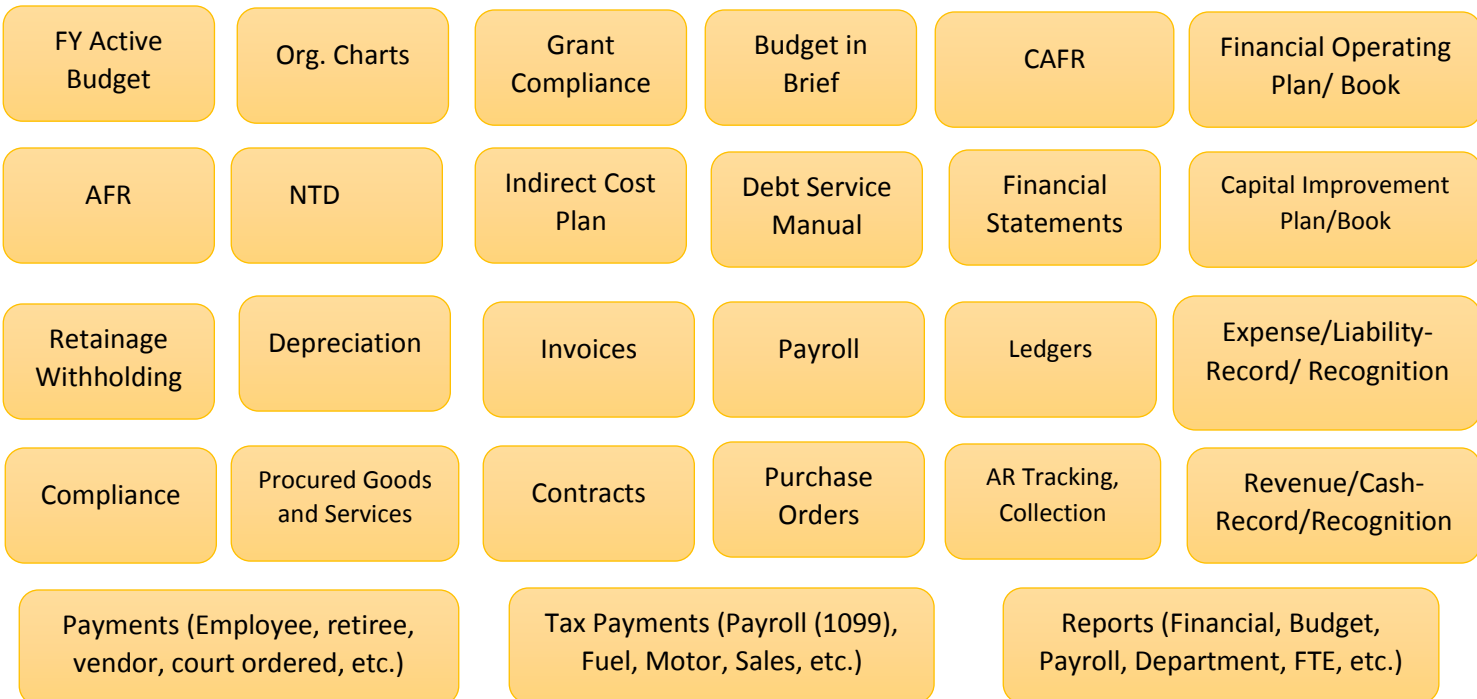 FY Active
Budget
Org. Charts
Grant
Compliance
Budget in
Brief
CAFR
Financial Operating
Plan/ Book
AFR
NTD
Indirect Cost
Plan
Debt Service
Manual
Financial
Statements
Capital Improvement
Plan/Book
Retainage
Withholding
Depreciation
Invoices
Payroll
Ledgers
Expense/Liability-
Record/ Recognition
Compliance
Procured Goods
and Services
Contracts
Purchase
Orders
AR Tracking,
Collection
Revenue/Cash-
Record/Recognition
Payments (Employee, retiree,
vendor, court ordered, etc.)
Tax Payments (Payroll (1099),
Fuel, Motor, Sales, etc.)
Reports (Financial, Budget,
Payroll, Department, FTE, etc.)